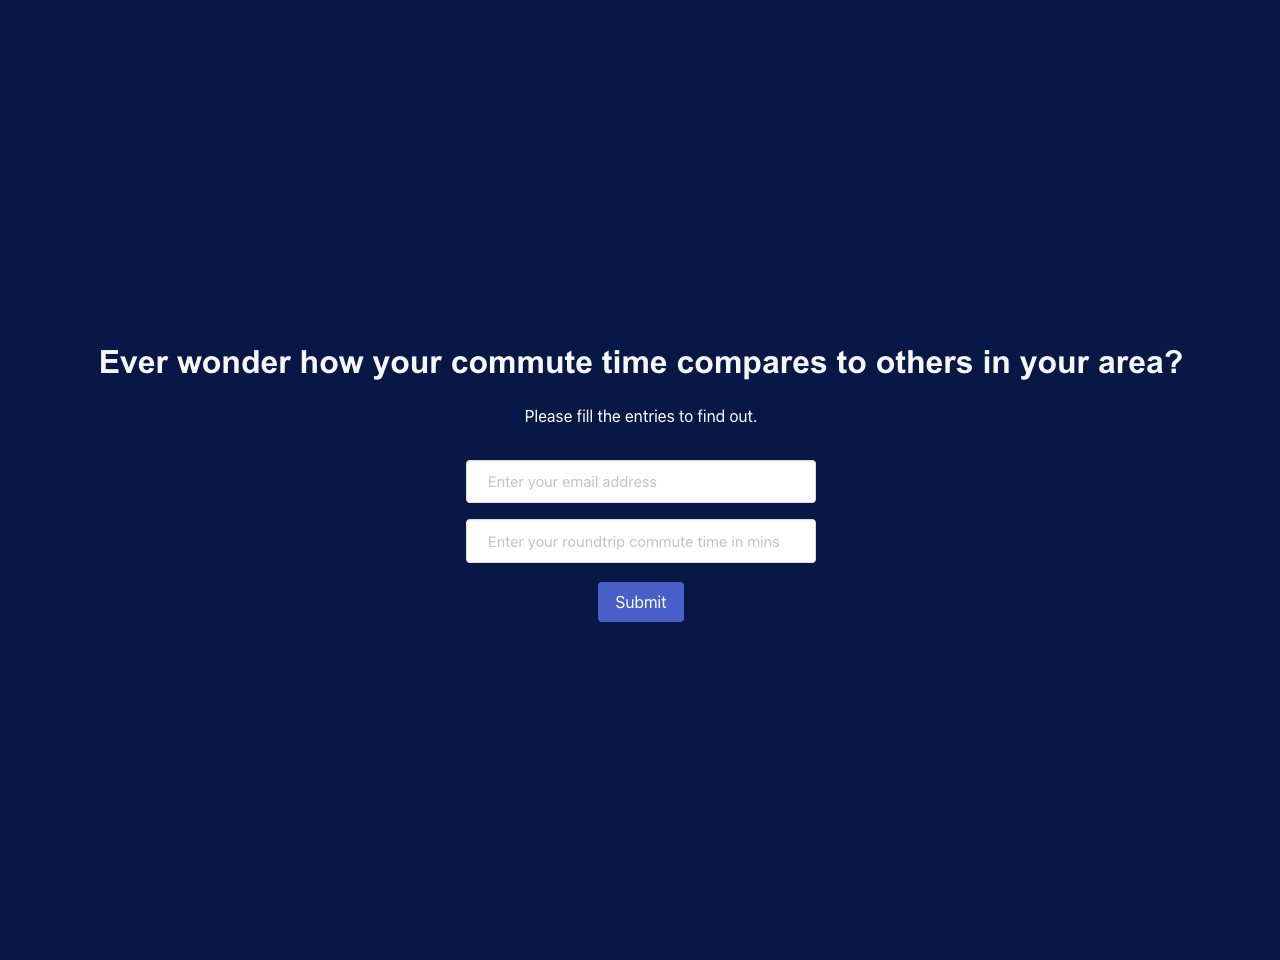 Ever wonder how your commute time compares to others in your area?
Please fill the entries to find out.
Enter your email address
Enter your roundtrip commute time in mins
Submit